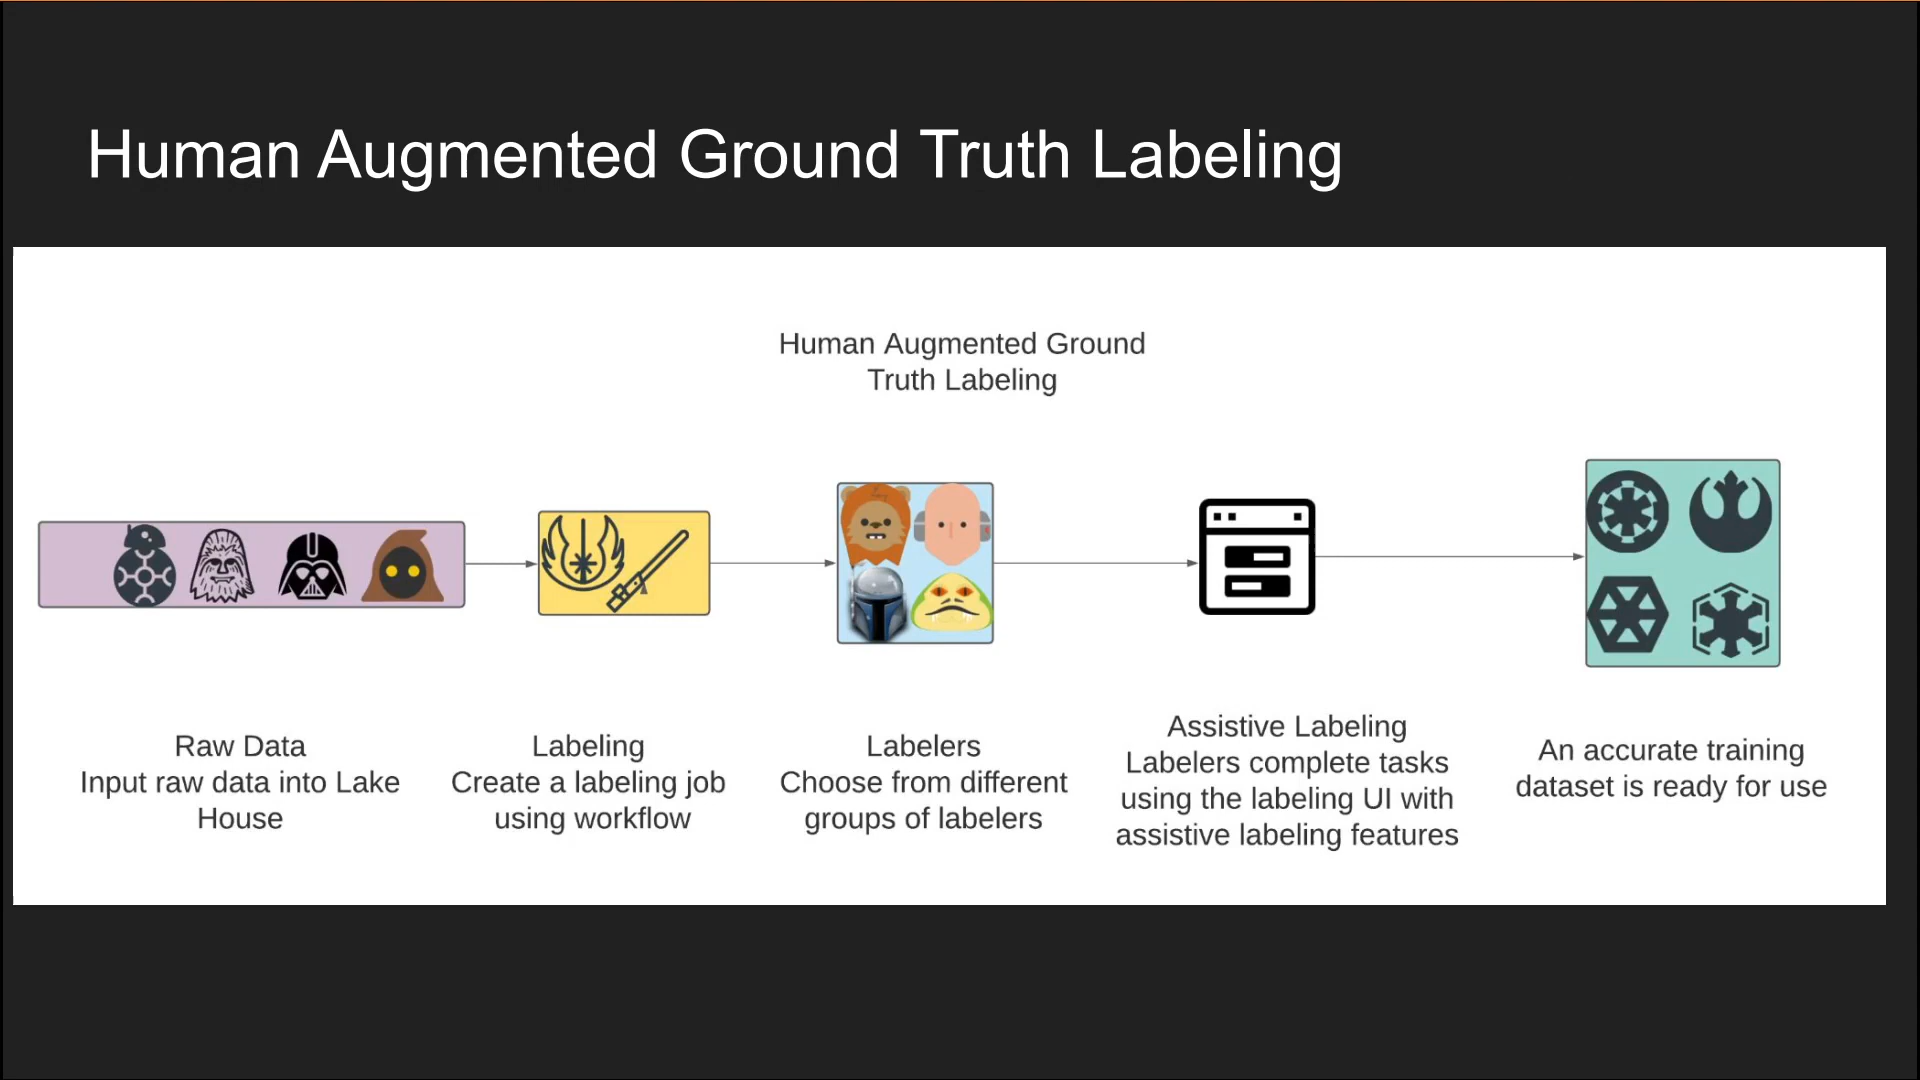 Human Augmented Ground Truth Labeling
Human Augmented Ground
Truth Labeling
Raw Data
Input raw data into Lake
House
Labeling
Create a labeling job
using workflow
Labelers
Choose from different
groups of labelers
Assistive Labeling
Labelers complete tasks
using the labeling UI with
assistive labeling features
An accurate training
dataset is ready for use